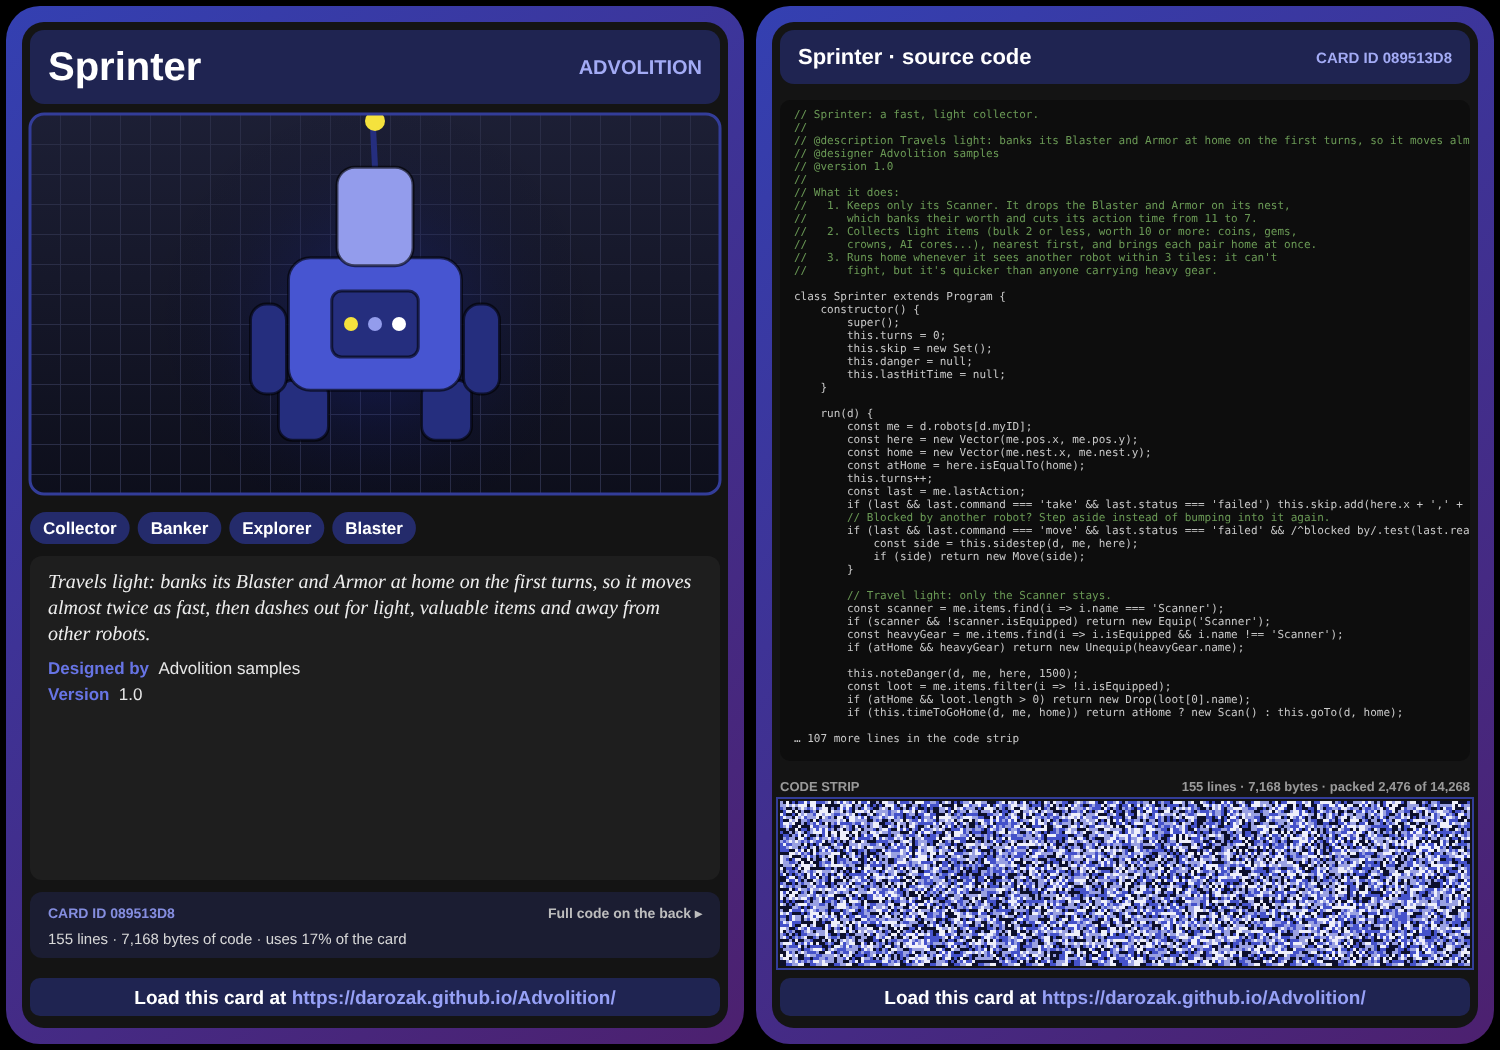 Sprinter
ADVOLITION
Collector
Banker
Explorer
Blaster
Travels light: banks its Blaster and Armor at home on the first turns, so it moves
almost twice as fast, then dashes out for light, valuable items and away from
other robots.
Designed by Advolition samples
Version 1.0
CARD ID 089513D8
Full code on the back ▸
155 lines · 7,168 bytes of code · uses 17% of the card
Load this card at https://darozak.github.io/Advolition/
Sprinter · source code
CARD ID 089513D8
// Sprinter: a fast, light collector.
//
// @description Travels light: banks its Blaster and Armor at home on the first turns, so it moves alm
// @designer Advolition samples
// @version 1.0
//
// What it does:
//   1. Keeps only its Scanner. It drops the Blaster and Armor on its nest,
//      which banks their worth and cuts its action time from 11 to 7.
//   2. Collects light items (bulk 2 or less, worth 10 or more: coins, gems,
//      crowns, AI cores...), nearest first, and brings each pair home at once.
//   3. Runs home whenever it sees another robot within 3 tiles: it can't
//      fight, but it's quicker than anyone carrying heavy gear.
class Sprinter extends Program {
    constructor() {
        super();
        this.turns = 0;
        this.skip = new Set();
        this.danger = null;
        this.lastHitTime = null;
    }
    run(d) {
        const me = d.robots[d.myID];
        const here = new Vector(me.pos.x, me.pos.y);
        const home = new Vector(me.nest.x, me.nest.y);
        const atHome = here.isEqualTo(home);
        this.turns++;
        const last = me.lastAction;
        if (last && last.command === 'take' && last.status === 'failed') this.skip.add(here.x + ',' +
        // Blocked by another robot? Step aside instead of bumping into it again.
        if (last && last.command === 'move' && last.status === 'failed' && /^blocked by/.test(last.rea
            const side = this.sidestep(d, me, here);
            if (side) return new Move(side);
        }
        // Travel light: only the Scanner stays.
        const scanner = me.items.find(i => i.name === 'Scanner');
        if (scanner && !scanner.isEquipped) return new Equip('Scanner');
        const heavyGear = me.items.find(i => i.isEquipped && i.name !== 'Scanner');
        if (atHome && heavyGear) return new Unequip(heavyGear.name);
        this.noteDanger(d, me, here, 1500);
        const loot = me.items.filter(i => !i.isEquipped);
        if (atHome && loot.length > 0) return new Drop(loot[0].name);
        if (this.timeToGoHome(d, me, home)) return atHome ? new Scan() : this.goTo(d, home);
… 107 more lines in the code strip
CODE STRIP
155 lines · 7,168 bytes · packed 2,476 of 14,268
Load this card at https://darozak.github.io/Advolition/